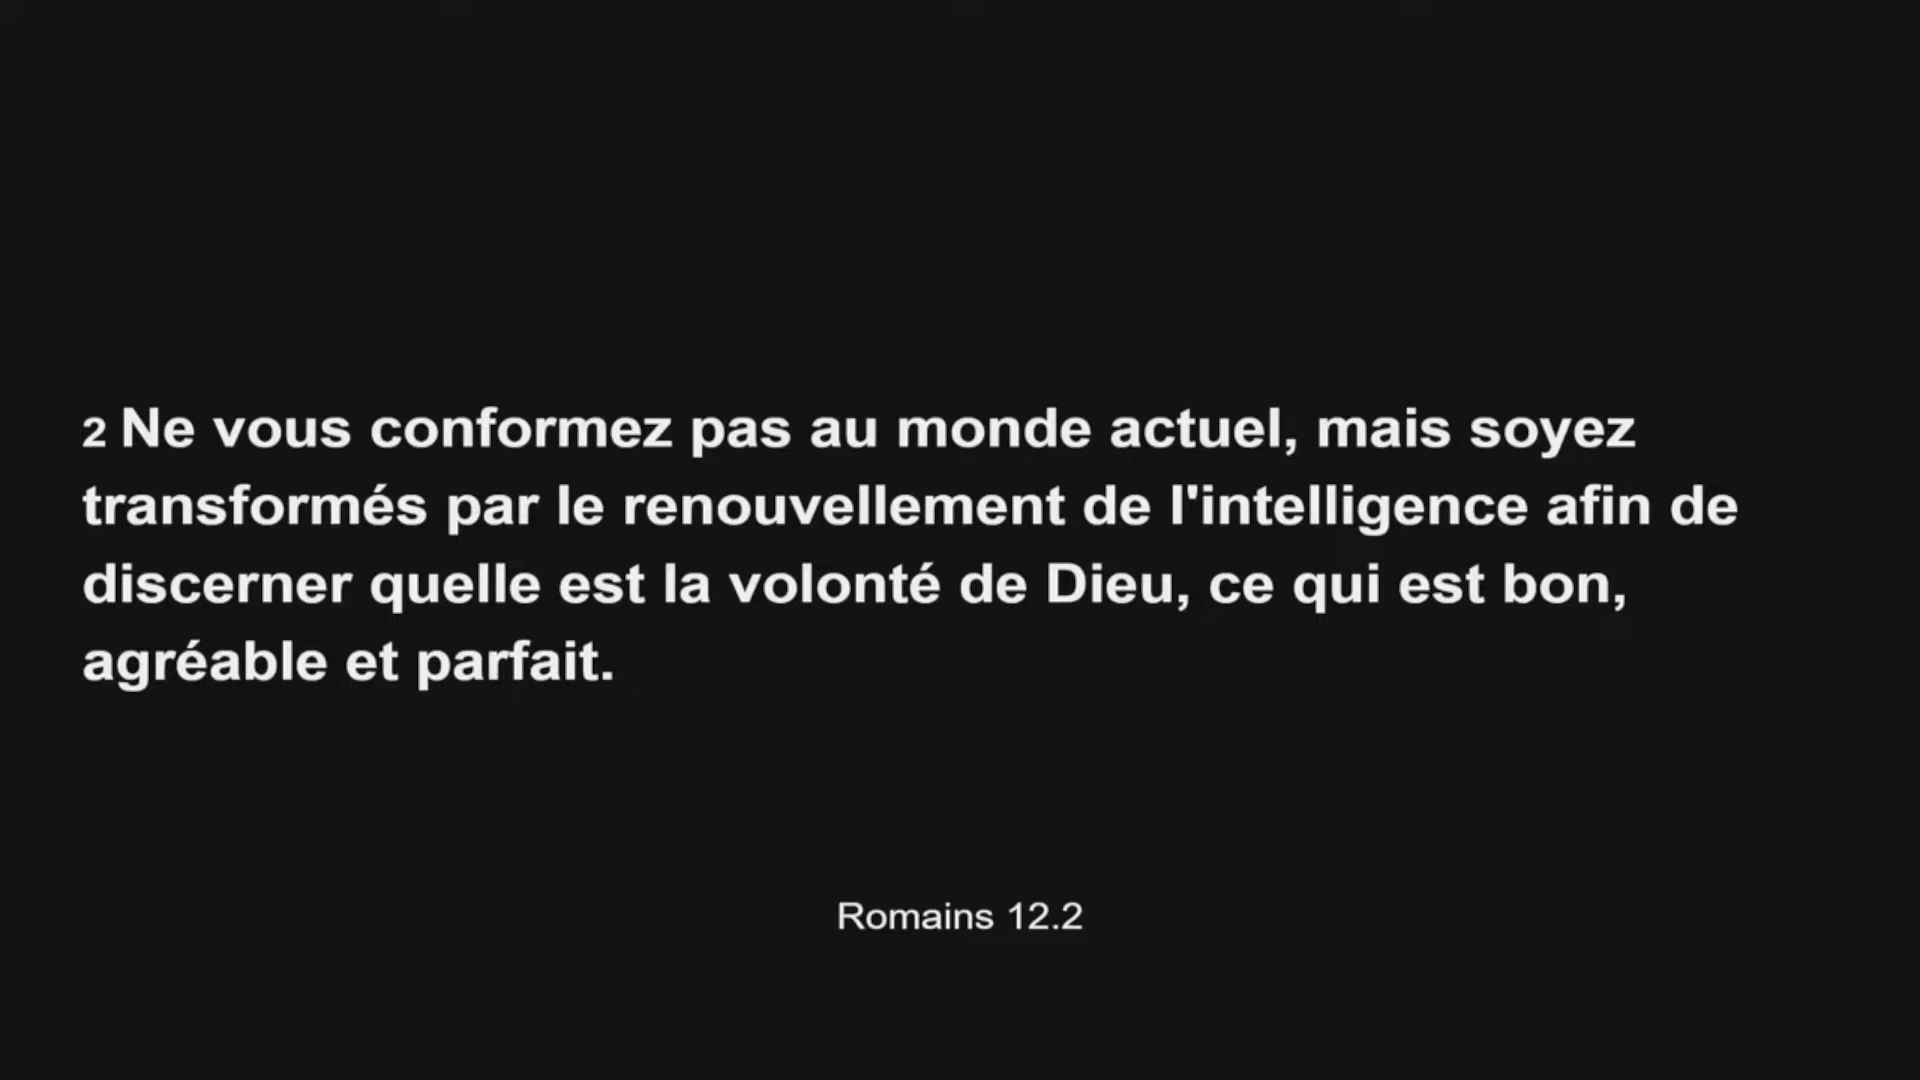 2 Ne vous conformez pas au monde actuel, mais soyez
transformés par le renouvellement de l'intelligence afin de
discerner quelle est la volonté de Dieu, ce qui est bon,
agréable et parfait.
Romains 12.2